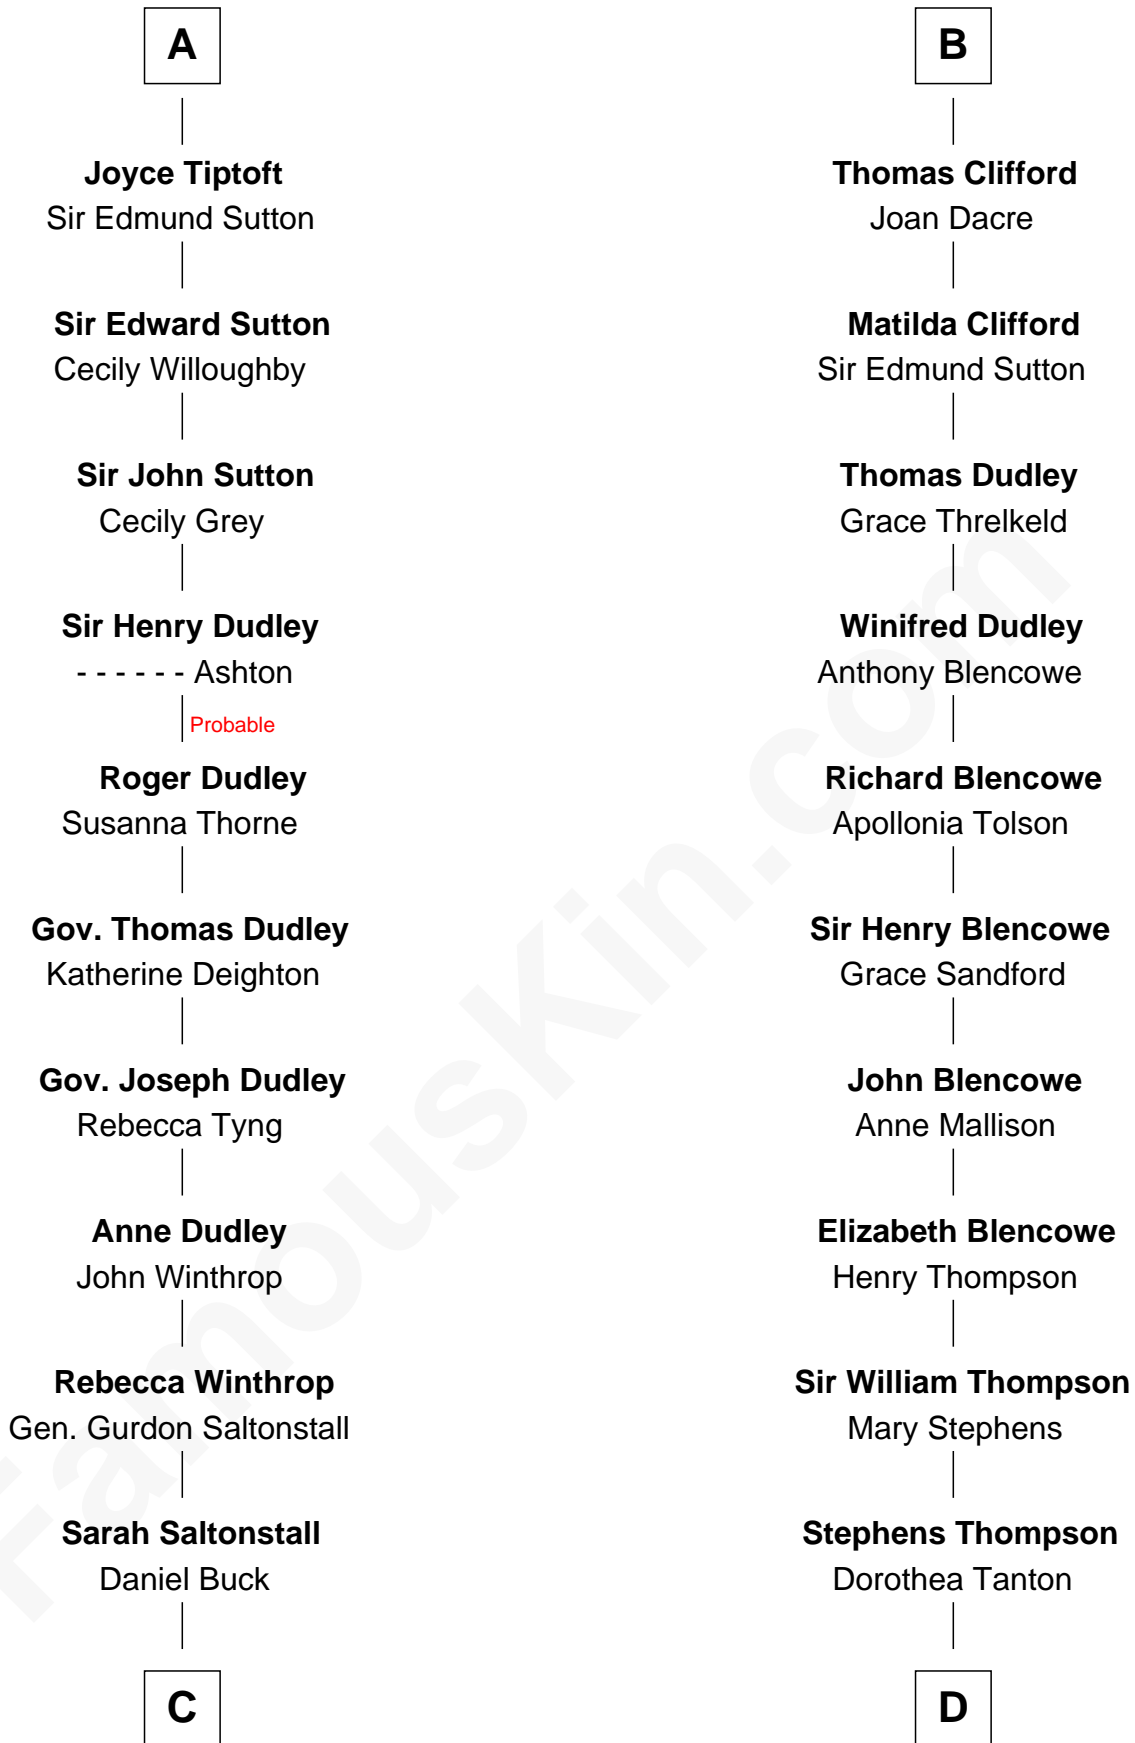 A
Joyce Tiptoft
Sir Edmund Sutton
Sir Edward Sutton
Cecily Willoughby
Sir John Sutton
Cecily Grey
Sir Henry Dudley
- - - - - - Ashton
Probable
Roger Dudley
Susanna Thorne
Gov. Thomas Dudley
Katherine Deighton
Gov. Joseph Dudley
Rebecca Tyng
Anne Dudley
John Winthrop
Rebecca Winthrop
Gen. Gurdon Saltonstall
Sarah Saltonstall
Daniel Buck
C
B
Thomas Clifford
Joan Dacre
Matilda Clifford
Sir Edmund Sutton
Thomas Dudley
Grace Threlkeld
Winifred Dudley
Anthony Blencowe
Richard Blencowe
Apollonia Tolson
Sir Henry Blencowe
Grace Sandford
John Blencowe
Anne Mallison
Elizabeth Blencowe
Henry Thompson
Sir William Thompson
Mary Stephens
Stephens Thompson
Dorothea Tanton
D
FamousKin.com